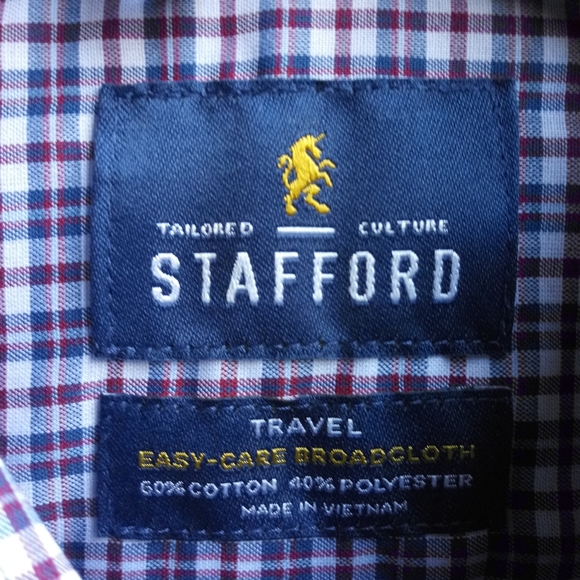 TAILORED CULTURE
STAFFORD
TRAVEL
EASY-CARE BROADCLOTH
60% COTTON 40% POLYESTER
MADE IN VIETNAM